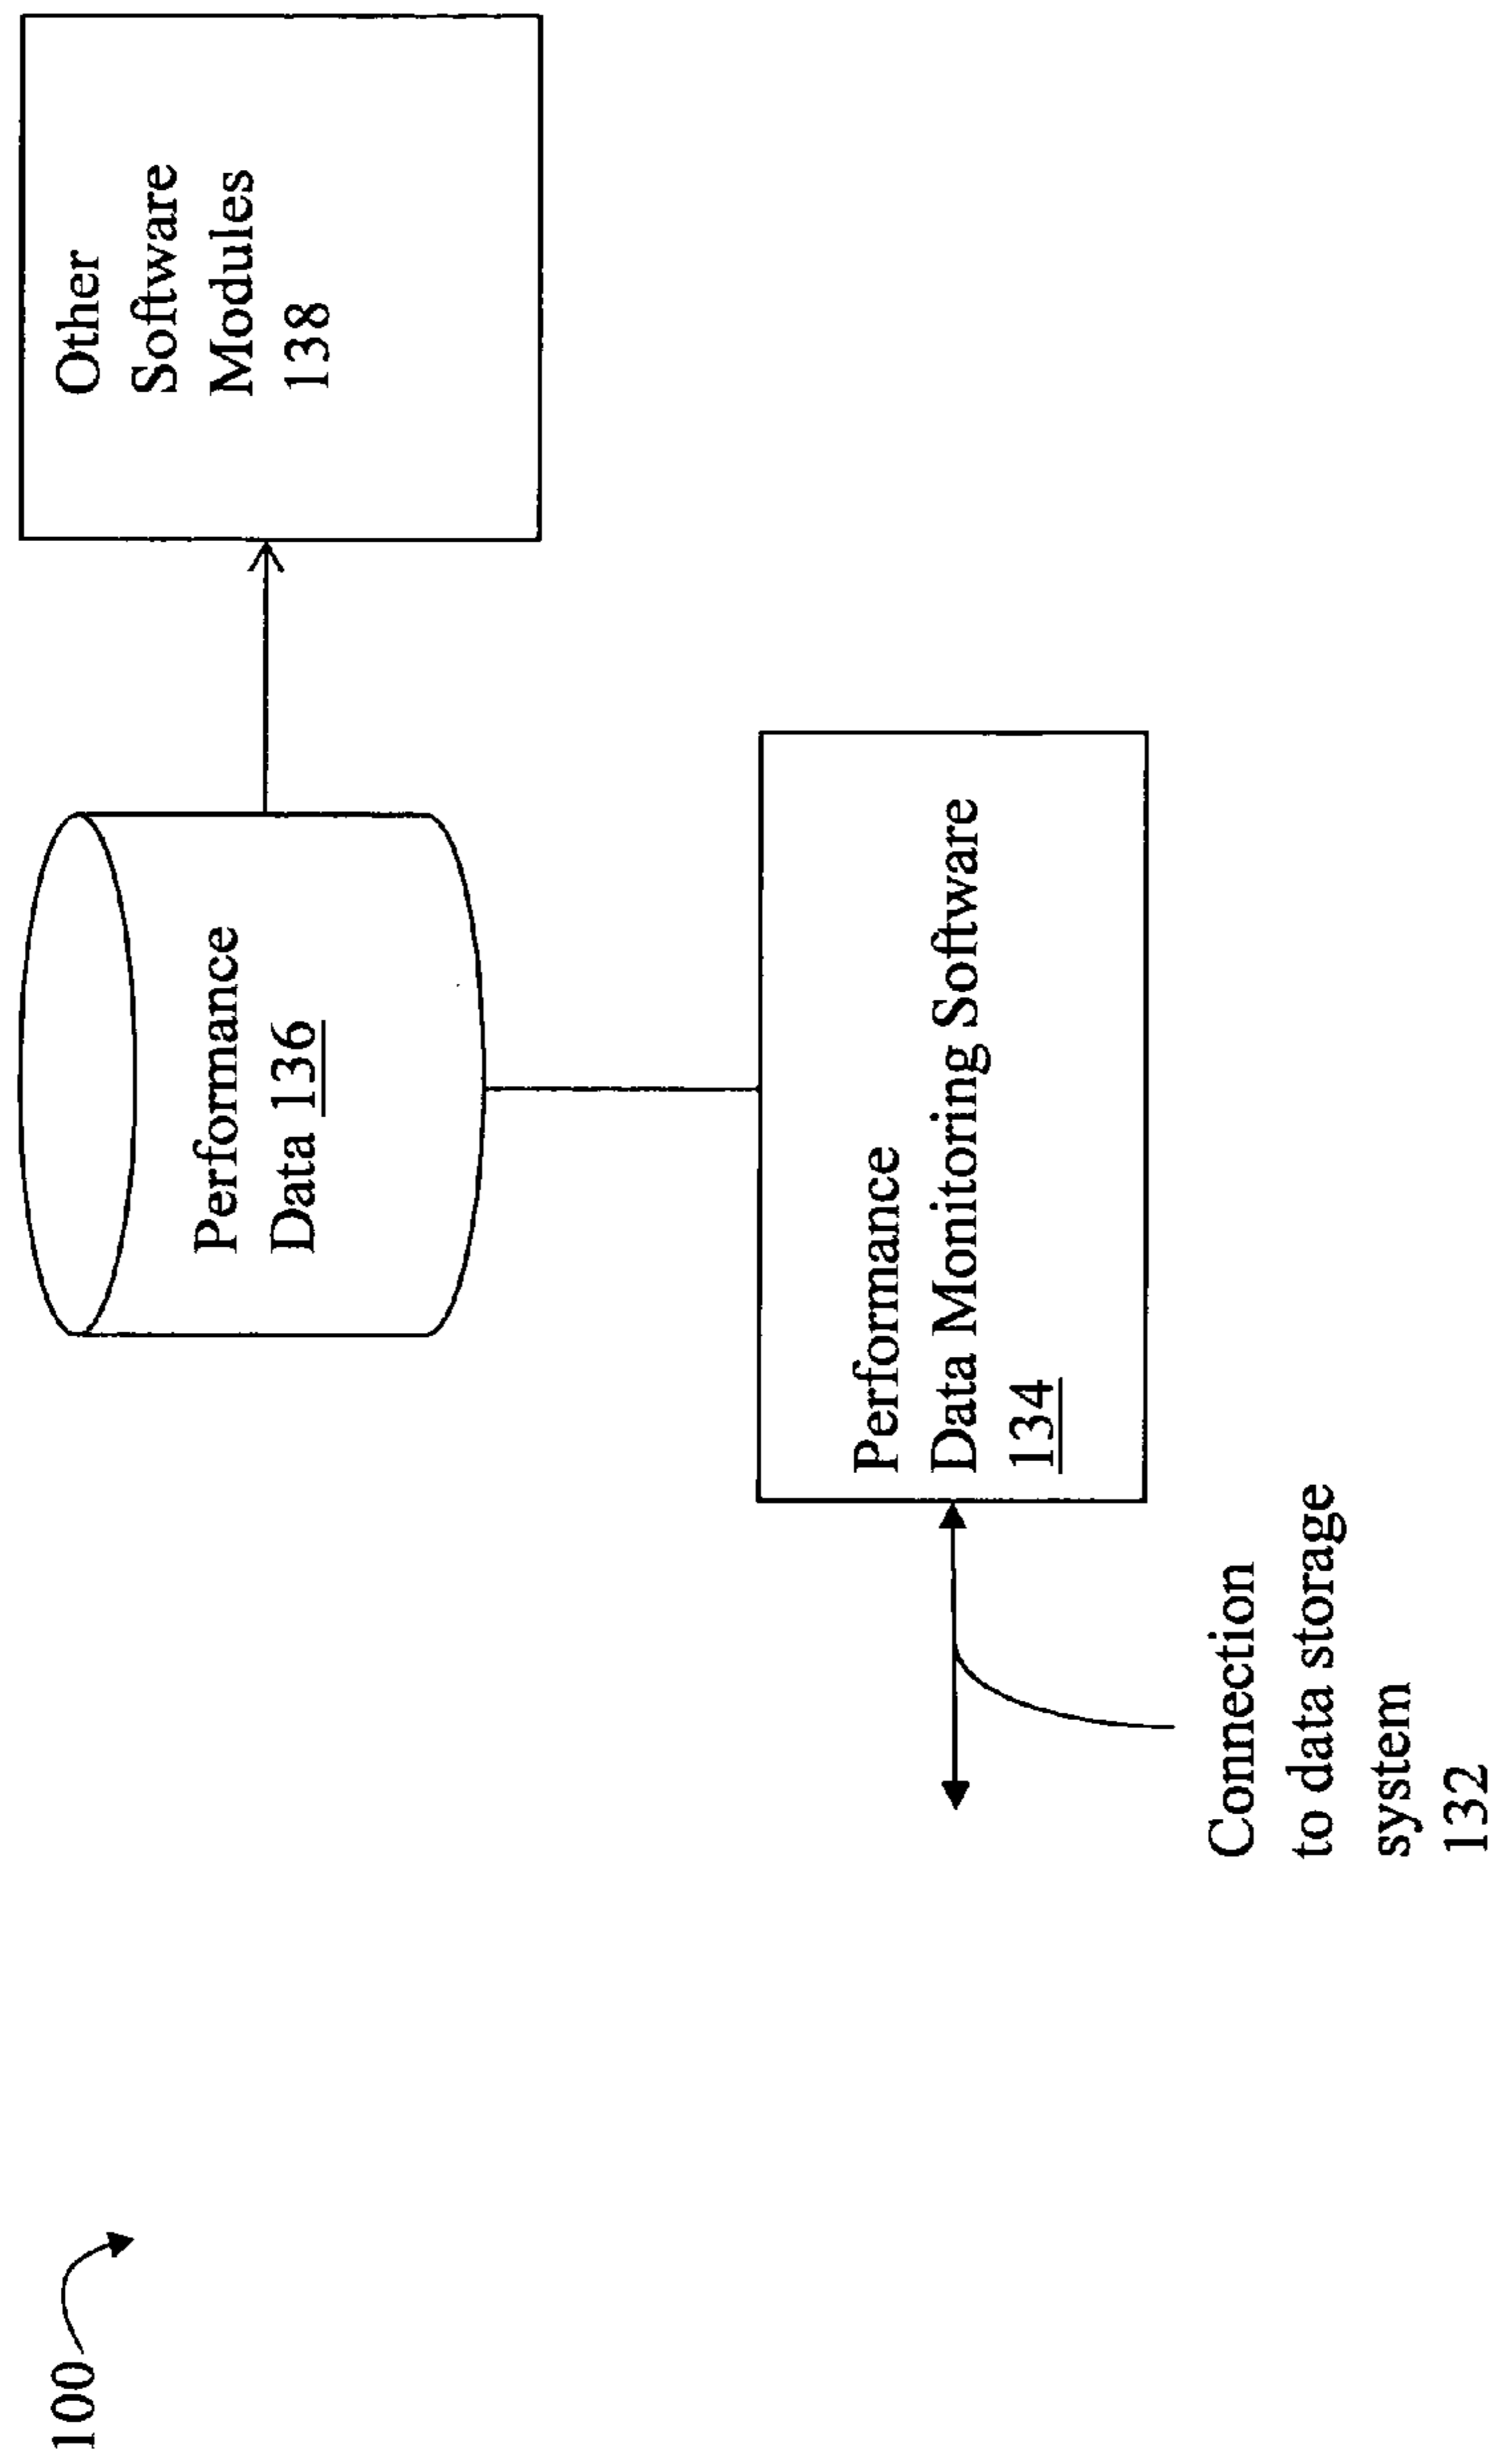 100
Performance
Data 136
Other
Software
Modules
138
Performance
Data Monitoring Software
134
Connection
to data storage
system
132